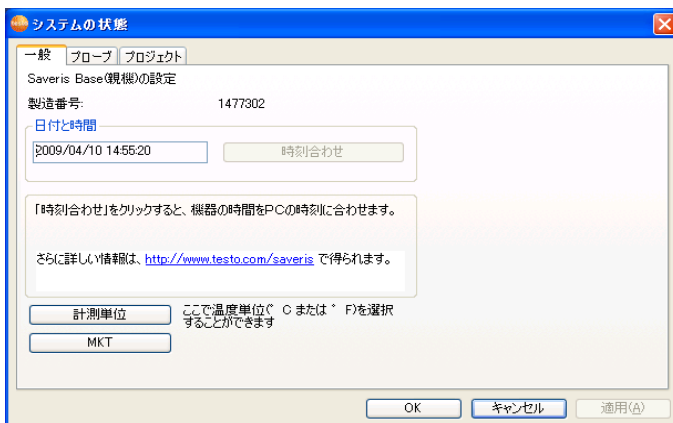 システムの状態
一般 プローブ プロジェクト
Saveris Base(親機)の設定
製造番号: 1477302
日付と時間
2009/04/10 14:55:20 時刻合わせ
「時刻合わせ」をクリックすると、機器の時間をPCの時刻に合わせます。
さらに詳しい情報は、http://www.testo.com/saveris で得られます。
計測単位 ここで温度単位(°C または °F)を選択
することができます
MKT
OK キャンセル 適用(A)